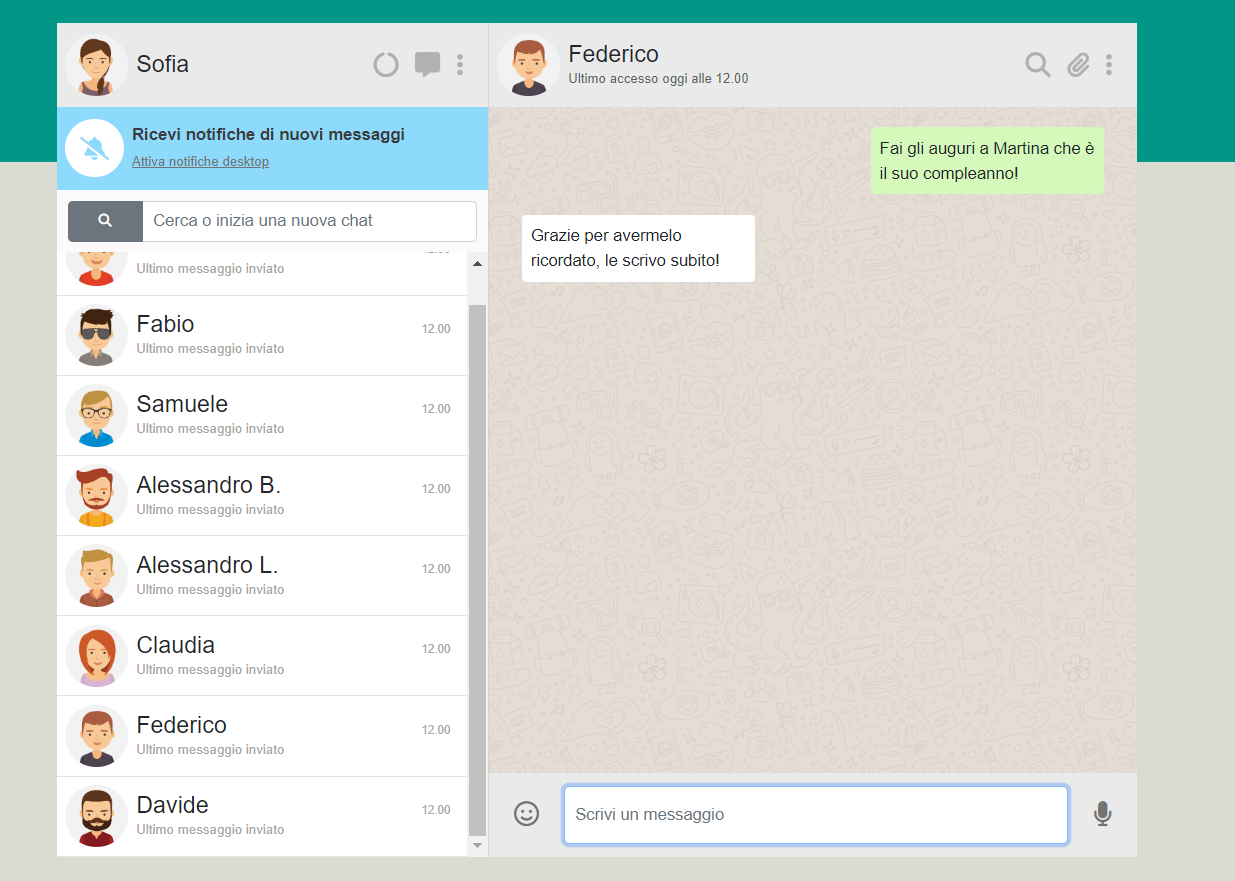 Sofia
Ricevi notifiche di nuovi messaggi
Attiva notifiche desktop
Cerca o inizia una nuova chat
Ultimo messaggio inviato
Fabio
12.00
Ultimo messaggio inviato
Samuele
12.00
Ultimo messaggio inviato
Alessandro B.
12.00
Ultimo messaggio inviato
Alessandro L.
12.00
Ultimo messaggio inviato
Claudia
12.00
Ultimo messaggio inviato
Federico
12.00
Ultimo messaggio inviato
Davide
12.00
Ultimo messaggio inviato
Federico
Ultimo accesso oggi alle 12.00
Fai gli auguri a Martina che è
il suo compleanno!
Grazie per avermelo
ricordato, le scrivo subito!
Scrivi un messaggio